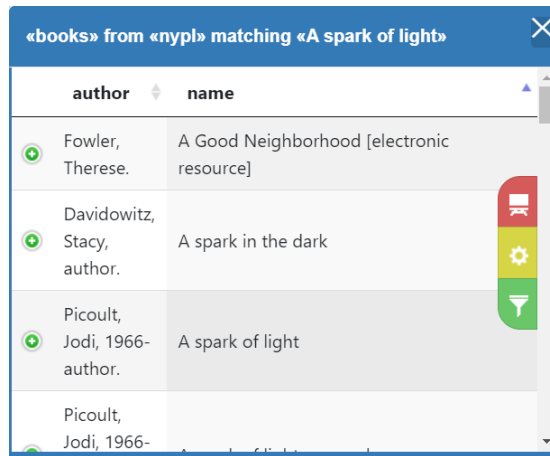 «books» from «nypl» matching «A spark of light»
author name
Fowler, Therese.
A Good Neighborhood [electronic resource]
Davidowitz, Stacy, author.
A spark in the dark
Picoult, Jodi, 1966- author.
A spark of light
Picoult, Jodi, 1966-